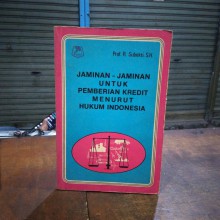 Prof. R. Subekti, SH
JAMINAN - JAMINAN
UNTUK
PEMBERIAN KREDIT
MENURUT
HUKUM INDONESIA